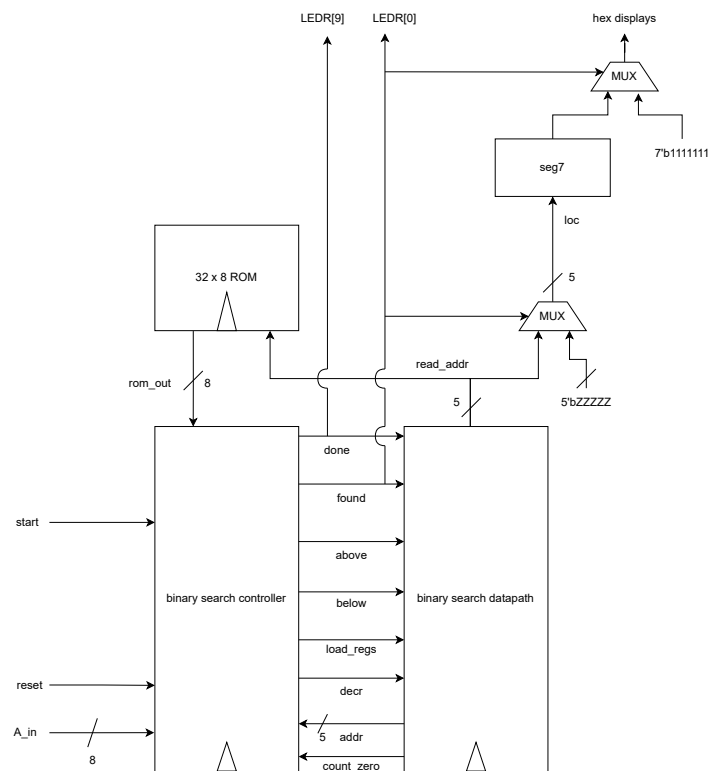 LEDR[9]
LEDR[0]
hex displays
MUX
7'b1111111
seg7
loc
5
32 x 8 ROM
MUX
read_addr
rom_out
8
5
5'bZZZZZ
done
found
start
above
binary search controller
below
binary search datapath
load_regs
reset
decr
A_in
8
5
addr
count_zero